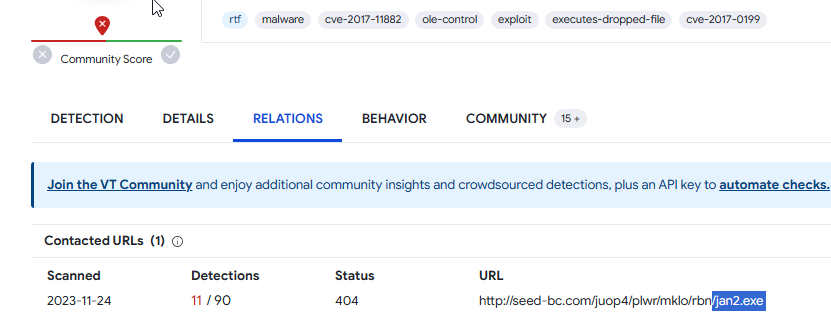 rtf malware cve-2017-11882 ole-control exploit executes-dropped-file cve-2017-0199
Community Score
DETECTION DETAILS RELATIONS BEHAVIOR COMMUNITY 15 +
Join the VT Community and enjoy additional community insights and crowdsourced detections, plus an API key to automate checks.
Contacted URLs (1)
Scanned Detections Status URL
2023-11-24 11 / 90 404 http://seed-bc.com/juop4/plwr/mklo/rbn/jan2.exe